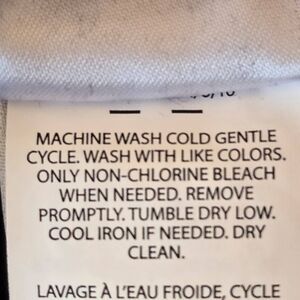 MACHINE WASH COLD GENTLE
CYCLE. WASH WITH LIKE COLORS.
ONLY NON-CHLORINE BLEACH
WHEN NEEDED. REMOVE
PROMPTLY. TUMBLE DRY LOW.
COOL IRON IF NEEDED. DRY
CLEAN.
LAVAGE À L'EAU FROIDE, CYCLE